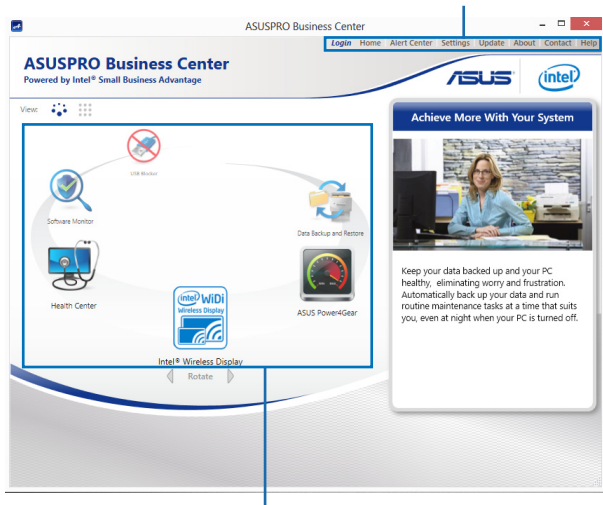 ASUSPRO Business Center
Login Home Alert Center Settings Update About Contact Help
ASUSPRO Business Center
Powered by Intel® Small Business Advantage
ASUS
intel
View:
Achieve More With Your System
USB Blocker
Software Monitor
Data Backup and Restore
Health Center
intel WiDi
Wireless Display
ASUS Power4Gear
Intel® Wireless Display
Rotate
Keep your data backed up and your PC
healthy, eliminating worry and frustration.
Automatically back up your data and run
routine maintenance tasks at a time that suits
you, even at night when your PC is turned off.